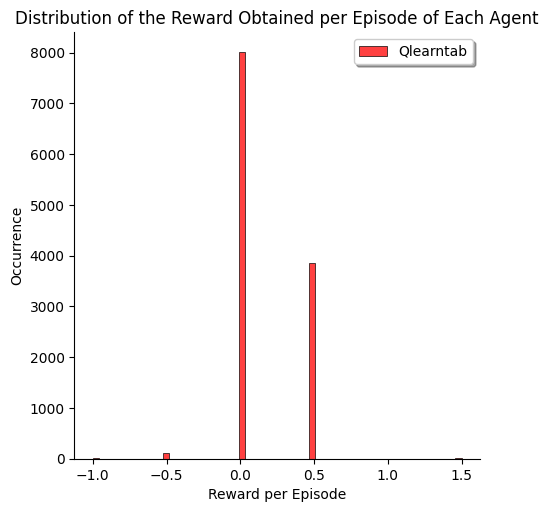 Distribution of the Reward Obtained per Episode of Each Agent
Qlearntab
8000
7000
6000
5000
4000
3000
2000
1000
0
Occurrence
−1.0 −0.5 0.0 0.5 1.0 1.5
Reward per Episode